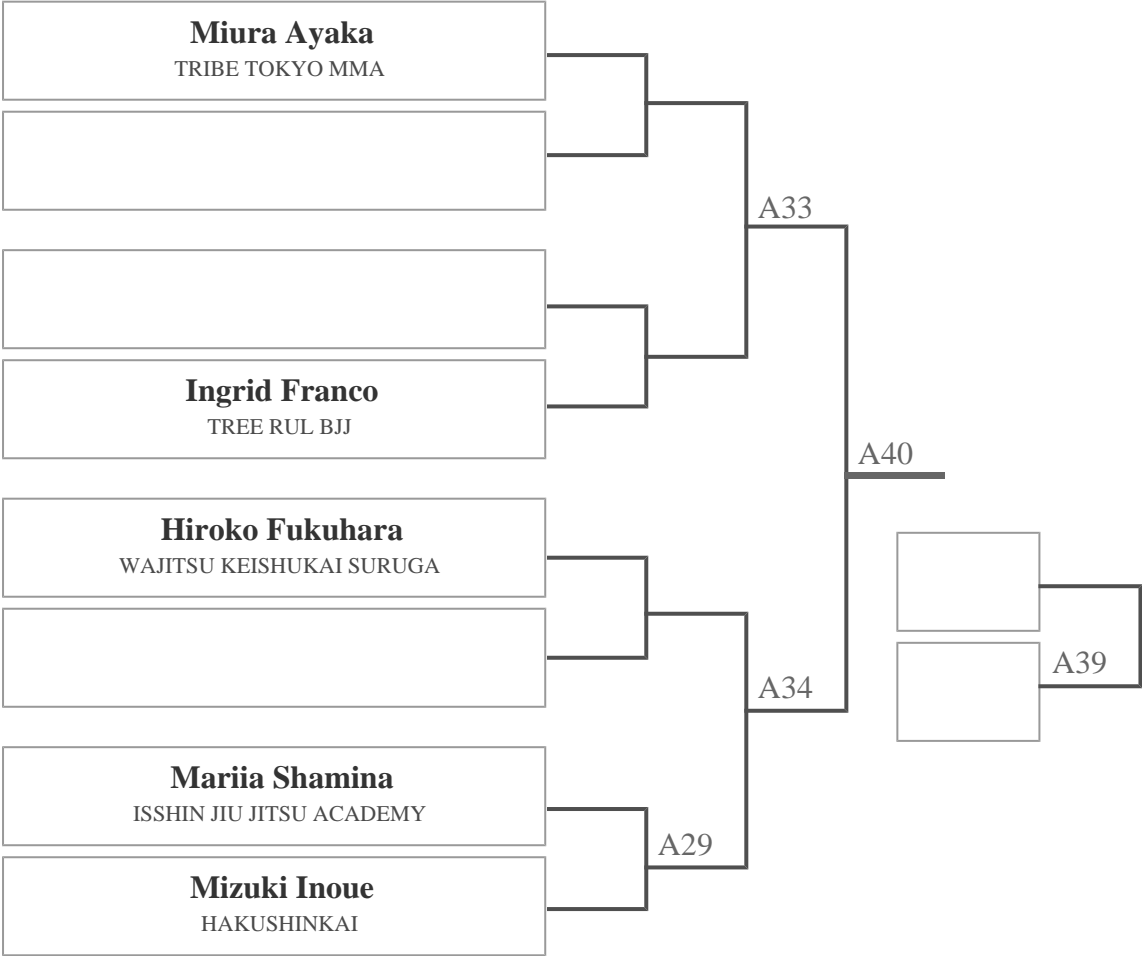 Miura Ayaka
TRIBE TOKYO MMA
A33
Ingrid Franco
TREE RUL BJJ
A40
Hiroko Fukuhara
WAJITSU KEISHUKAI SURUGA
A39
A34
Mariia Shamina
ISSHIN JIU JITSU ACADEMY
A29
Mizuki Inoue
HAKUSHINKAI